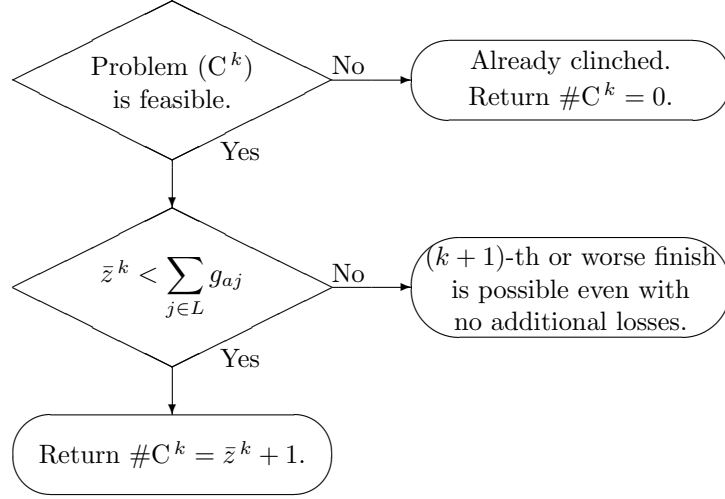 Problem (C^k)
is feasible.
No
Already clinched.
Return #C^k = 0.
Yes
z̄^k < ∑_{j∈L} g_{aj}
No
(k + 1)-th or worse finish
is possible even with
no additional losses.
Yes
Return #C^k = z̄^k + 1.